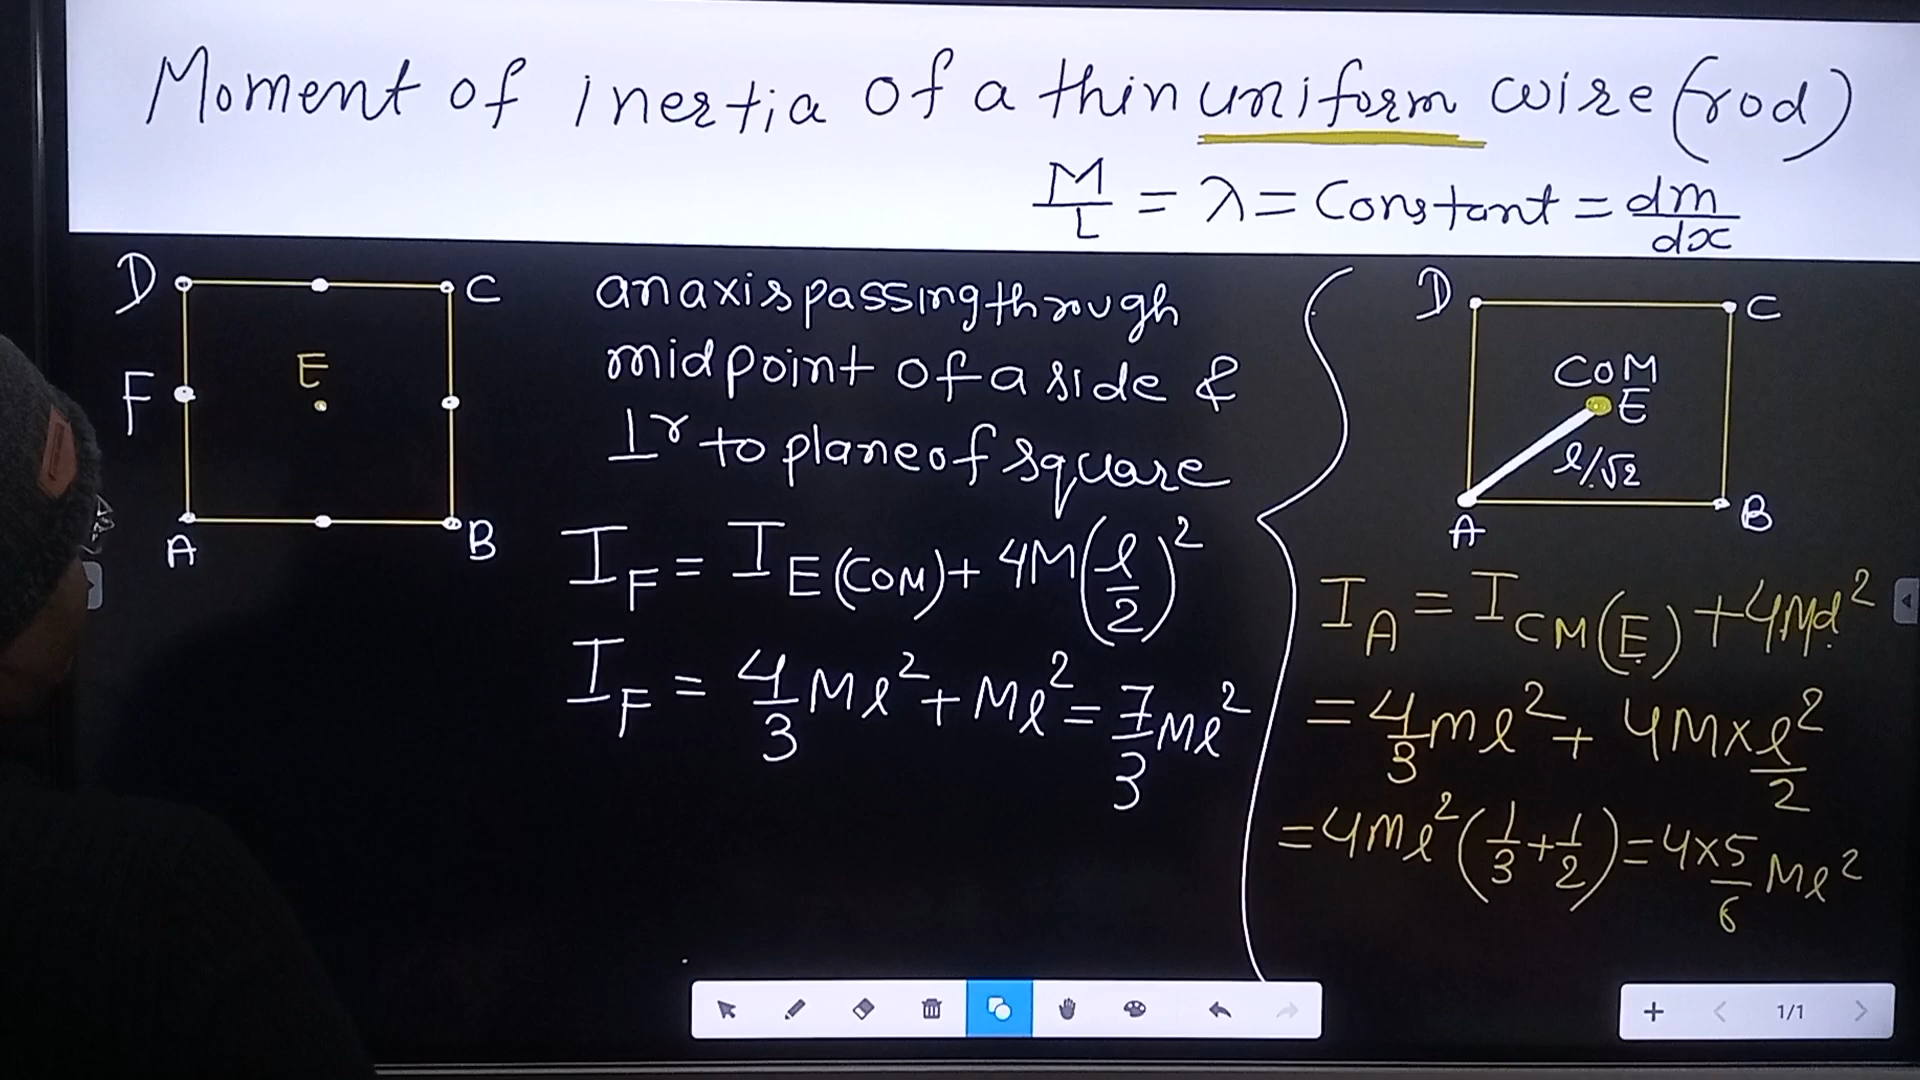 Moment of inertia of a thin uniform wire (rod)
M/L = λ = Constant = dm/dx
D C
F E
A B
an axis passing through
midpoint of a side &
⊥r to plane of square
I_F = I_E(COM) + 4M(l/2)²
I_F = 4/3 Ml² + Ml² = 7/3 Ml²
D C
COM
E
l/√2
A B
I_A = I_CM(E) + 4Md²
= 4/3 ml² + 4M×l²/2
= 4Ml²(1/3 + 1/2) = 4×5/6 Ml²
1/1